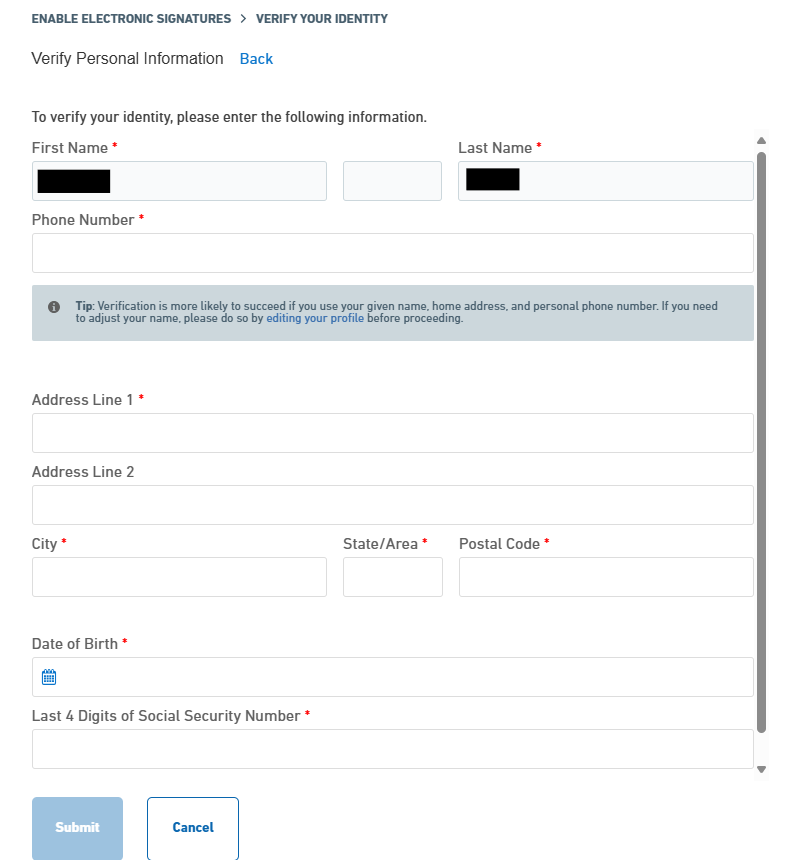 ENABLE ELECTRONIC SIGNATURES > VERIFY YOUR IDENTITY
Verify Personal Information Back
To verify your identity, please enter the following information.
First Name * Last Name *
Phone Number *
Tip: Verification is more likely to succeed if you use your given name, home address, and personal phone number. If you need
to adjust your name, please do so by editing your profile before proceeding.
Address Line 1 *
Address Line 2
City * State/Area * Postal Code *
Date of Birth *
Last 4 Digits of Social Security Number *
Submit Cancel